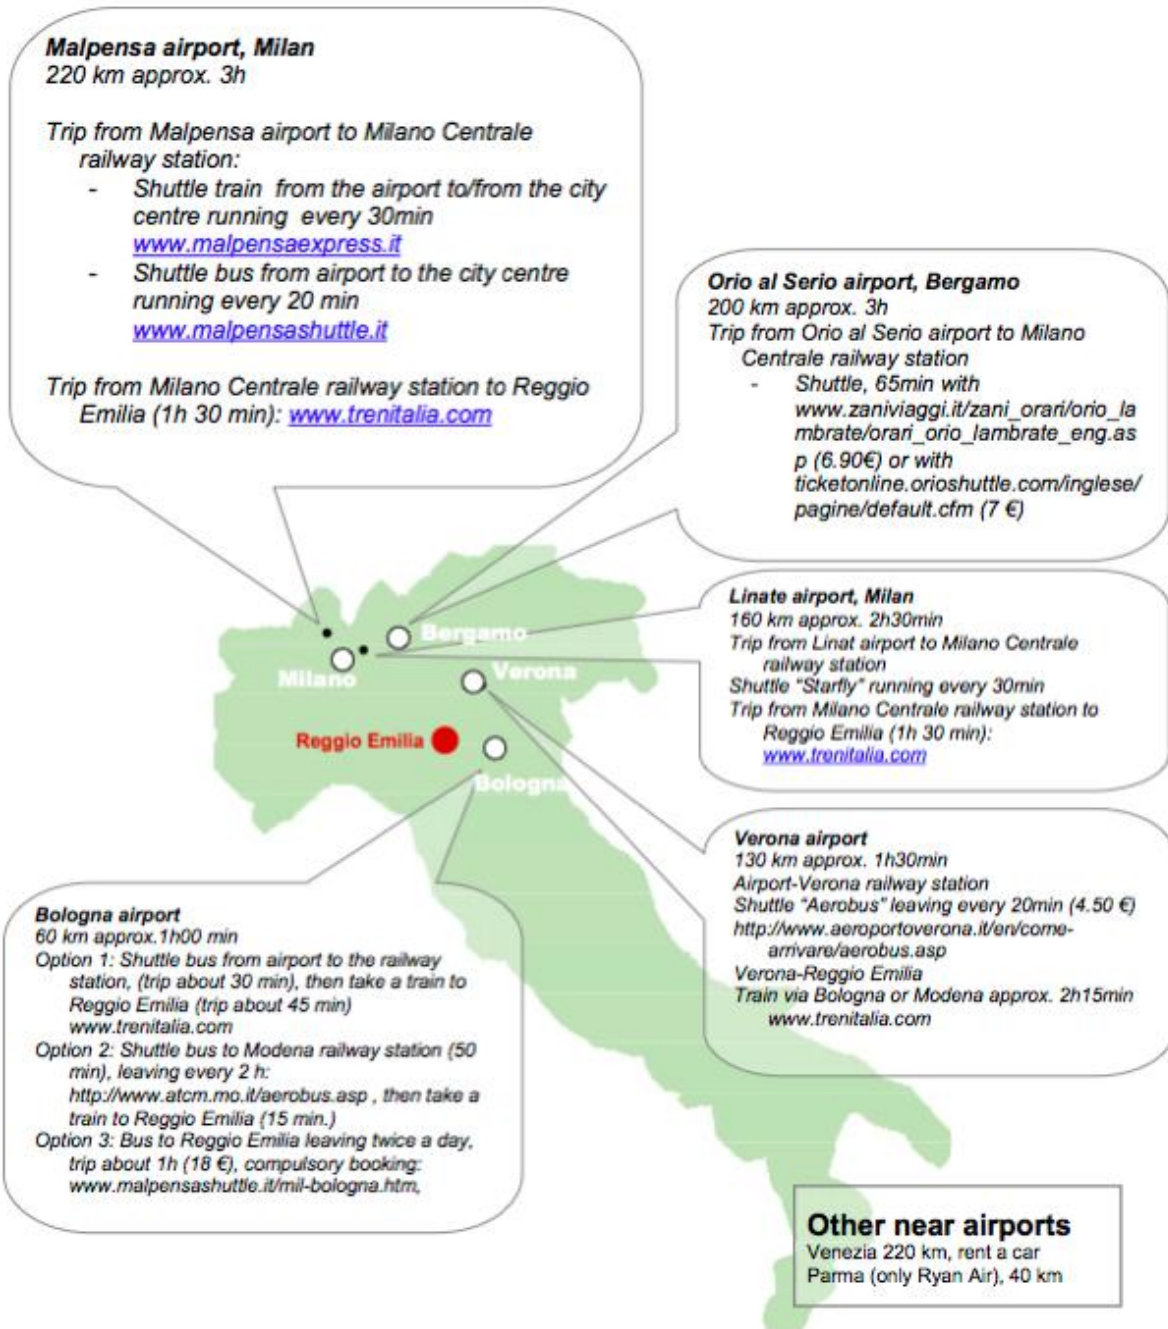 Malpensa airport, Milan
220 km approx. 3h
Trip from Malpensa airport to Milano Centrale
railway station:
- Shuttle train from the airport to/from the city
centre running every 30min
www.malpensaexpress.it
- Shuttle bus from airport to the city centre
running every 20 min
www.malpensashuttle.it
Trip from Milano Centrale railway station to Reggio
Emilia (1h 30 min): www.trenitalia.com
Orio al Serio airport, Bergamo
200 km approx. 3h
Trip from Orio al Serio airport to Milano
Centrale railway station
- Shuttle, 65min with
www.zaniviaggi.it/zani_orari/orio_la
mbrate/orari_orio_lambrate_eng.as
p (6.90€) or with
ticketonline.orioshuttle.com/inglese/
pagine/default.cfm (7 €)
Linate airport, Milan
160 km approx. 2h30min
Trip from Linat airport to Milano Centrale
railway station
Shuttle "Starfly" running every 30min
Trip from Milano Centrale railway station to
Reggio Emilia (1h 30 min):
www.trenitalia.com
Bergamo
Milano
Verona
Reggio Emilia
Bologna
Verona airport
130 km approx. 1h30min
Airport-Verona railway station
Shuttle "Aerobus" leaving every 20min (4.50 €)
http://www.aeroportoverona.it/en/come-
arrivare/aerobus.asp
Verona-Reggio Emilia
Train via Bologna or Modena approx. 2h15min
www.trenitalia.com
Bologna airport
60 km approx.1h00 min
Option 1: Shuttle bus from airport to the railway
station, (trip about 30 min), then take a train to
Reggio Emilia (trip about 45 min)
www.trenitalia.com
Option 2: Shuttle bus to Modena railway station (50
min), leaving every 2 h:
http://www.atcm.mo.it/aerobus.asp , then take a
train to Reggio Emilia (15 min.)
Option 3: Bus to Reggio Emilia leaving twice a day,
trip about 1h (18 €), compulsory booking:
www.malpensashuttle.it/mil-bologna.htm,
Other near airports
Venezia 220 km, rent a car
Parma (only Ryan Air), 40 km